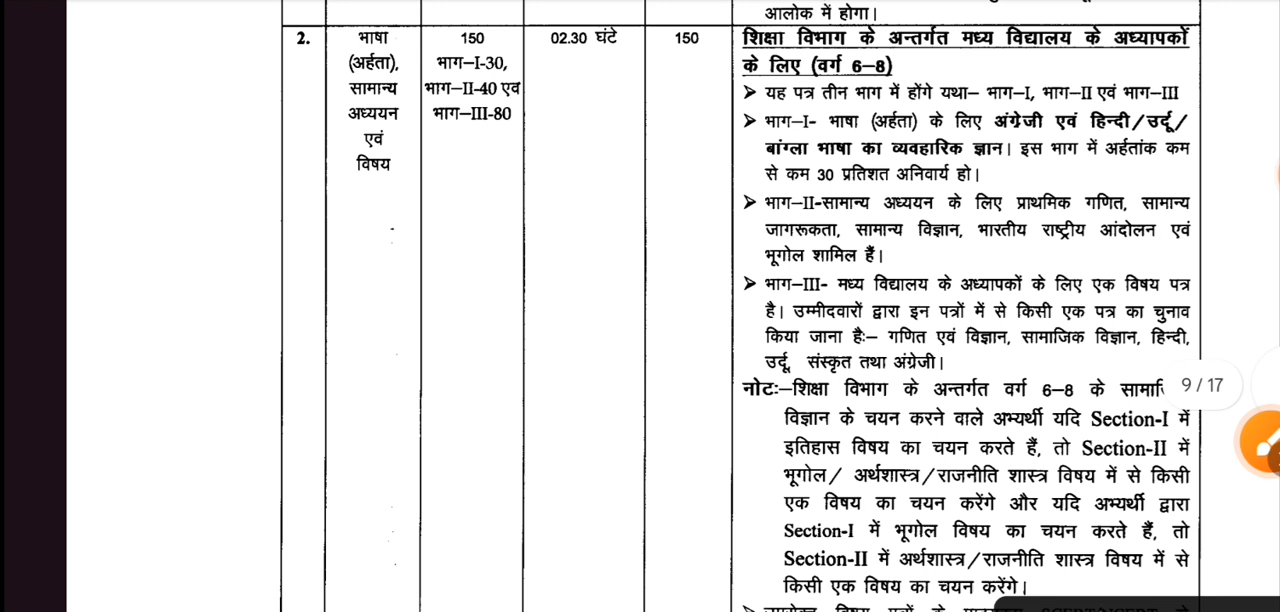 आलोक में होगा।
2.
भाषा
(अर्हता),
सामान्य
अध्ययन
एवं
विषय
150
भाग–I-30,
भाग–II-40 एवं
भाग–III-80
02.30 घंटे
150
शिक्षा विभाग के अन्तर्गत मध्य विद्यालय के अध्यापकों
के लिए (वर्ग 6–8)
➢ यह पत्र तीन भाग में होंगे यथा– भाग–I, भाग–II एवं भाग–III
➢ भाग–I- भाषा (अर्हता) के लिए अंग्रेजी एवं हिन्दी/उर्दू/
बांग्ला भाषा का व्यवहारिक ज्ञान। इस भाग में अर्हतांक कम
से कम 30 प्रतिशत अनिवार्य हो।
➢ भाग–II-सामान्य अध्ययन के लिए प्राथमिक गणित, सामान्य
जागरूकता, सामान्य विज्ञान, भारतीय राष्ट्रीय आंदोलन एवं
भूगोल शामिल हैं।
➢ भाग–III- मध्य विद्यालय के अध्यापकों के लिए एक विषय पत्र
है। उम्मीदवारों द्वारा इन पत्रों में से किसी एक पत्र का चुनाव
किया जाना हैः– गणित एवं विज्ञान, सामाजिक विज्ञान, हिन्दी,
उर्दू, संस्कृत तथा अंग्रेजी।
नोटः–शिक्षा विभाग के अन्तर्गत वर्ग 6–8 के
विज्ञान के चयन करने वाले अभ्यर्थी यदि Section-I में
इतिहास विषय का चयन करते हैं, तो Section-II में
भूगोल/ अर्थशास्त्र/राजनीति शास्त्र विषय में से किसी
एक विषय का चयन करेंगे और यदि अभ्यर्थी द्वारा
Section-I में भूगोल विषय का चयन करते हैं, तो
Section-II में अर्थशास्त्र/राजनीति शास्त्र विषय में से
किसी एक विषय का चयन करेंगे।
9/17